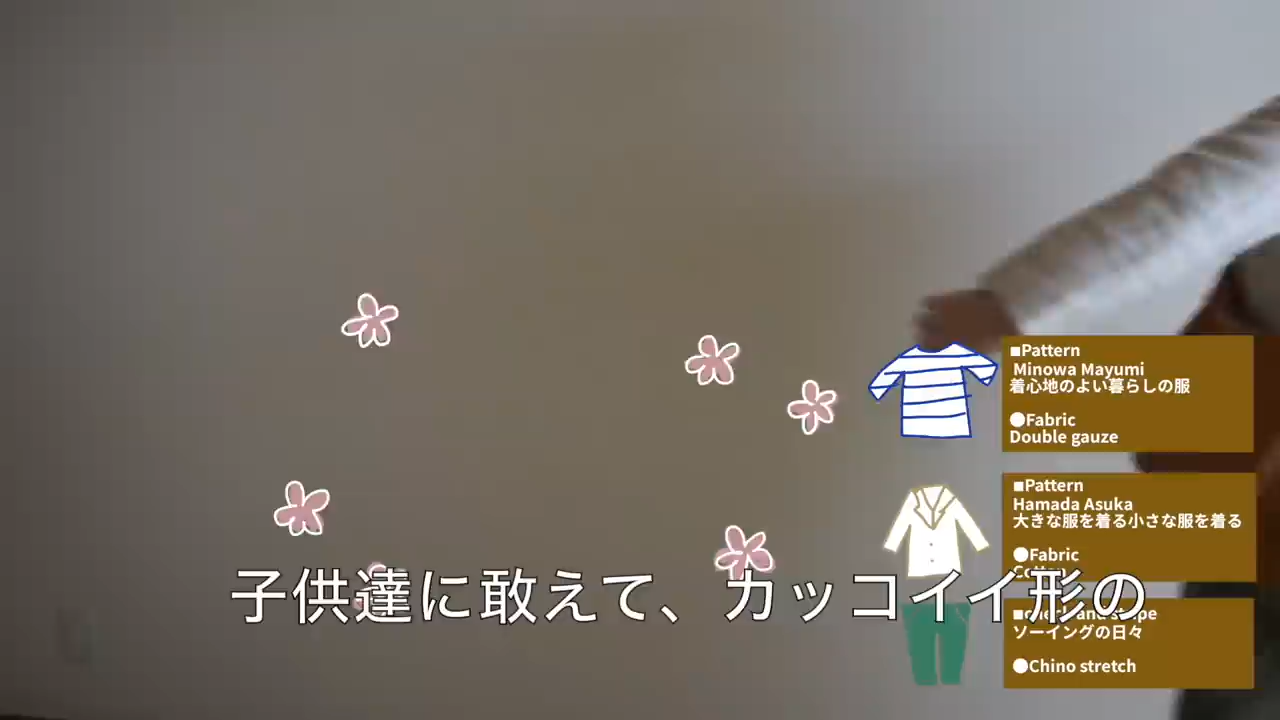 ■Pattern
Minowa Mayumi
着心地のよい暮らしの服
●Fabric
Double gauze
■Pattern
Hamada Asuka
大きな服を着る小さな服を着る
●Fabric
子供達に敢えて、カッコイイ形の
ソーイングの日々
●Chino stretch